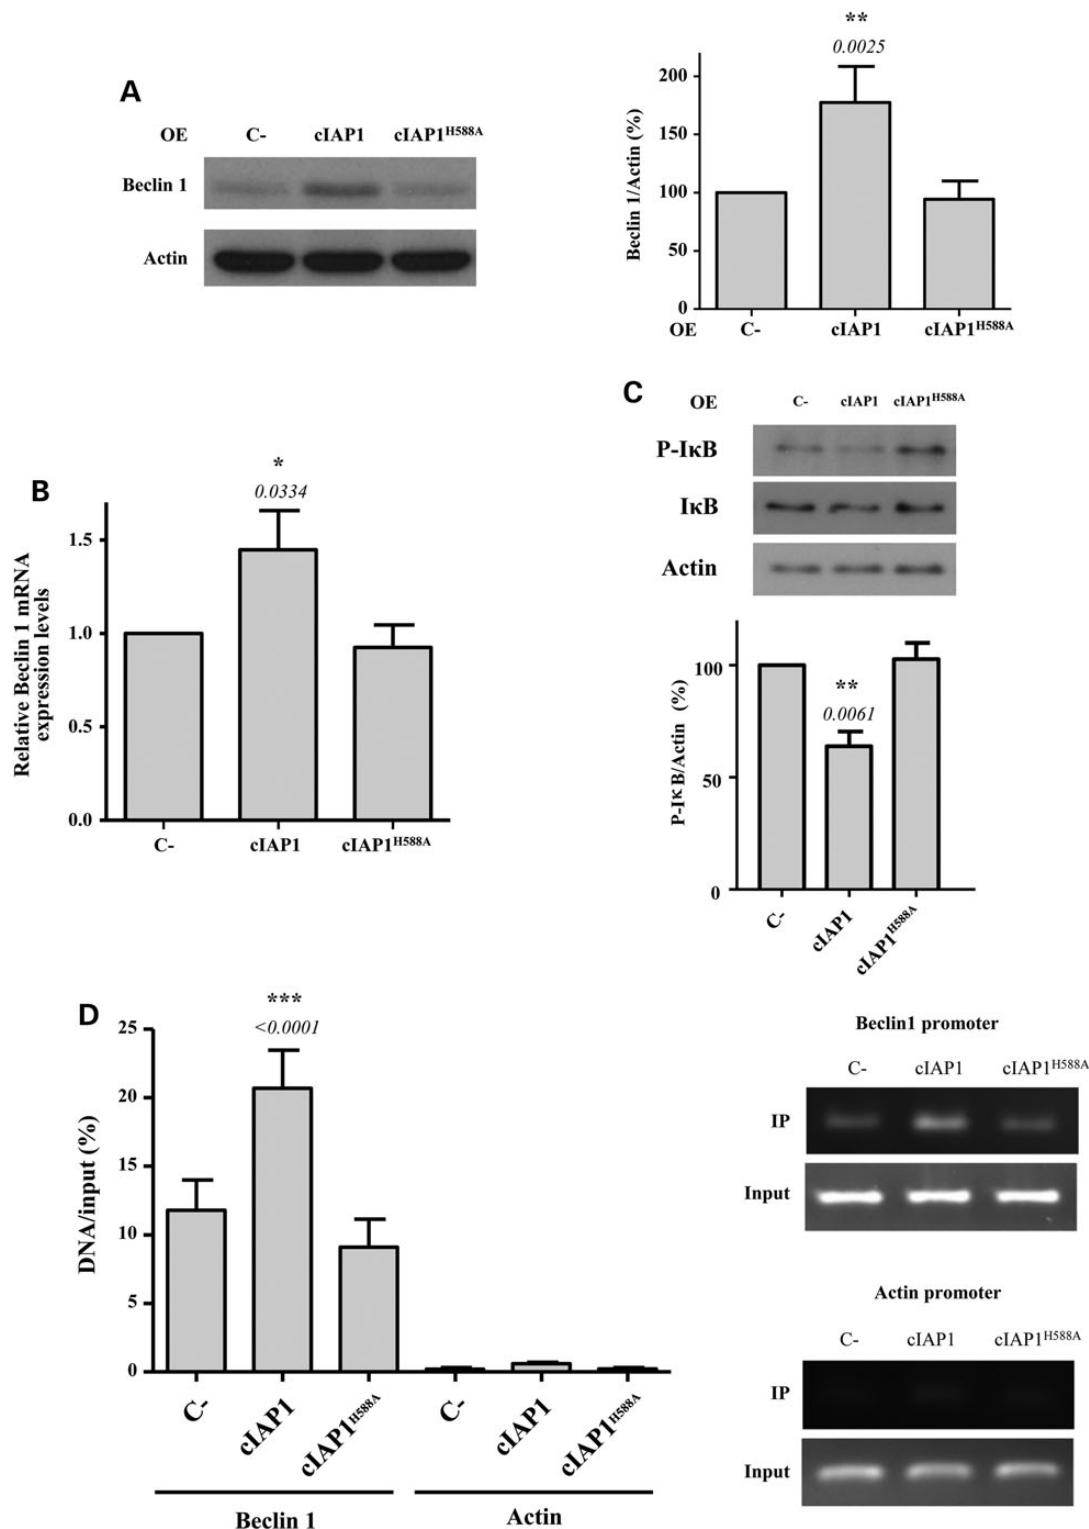 A
OE C- cIAP1 cIAP1H588A
Beclin 1
Actin
**
0.0025
Beclin 1/Actin (%)
200
150
100
50
0
OE C- cIAP1 cIAP1H588A
B
*
0.0334
Relative Beclin 1 mRNA
expression levels
1.5
1.0
0.5
0.0
C- cIAP1 cIAP1H588A
C
OE C- cIAP1 cIAP1H588A
P-IκB
IκB
Actin
P-IκB/Actin (%)
100
50
0
**
0.0061
C- cIAP1 cIAP1H588A
D
***
<0.0001
DNA/input (%)
25
20
15
10
5
0
C- cIAP1 cIAP1H588A C- cIAP1 cIAP1H588A
Beclin 1 Actin
Beclin1 promoter
C- cIAP1 cIAP1H588A
IP
Input
Actin promoter
C- cIAP1 cIAP1H588A
IP
Input